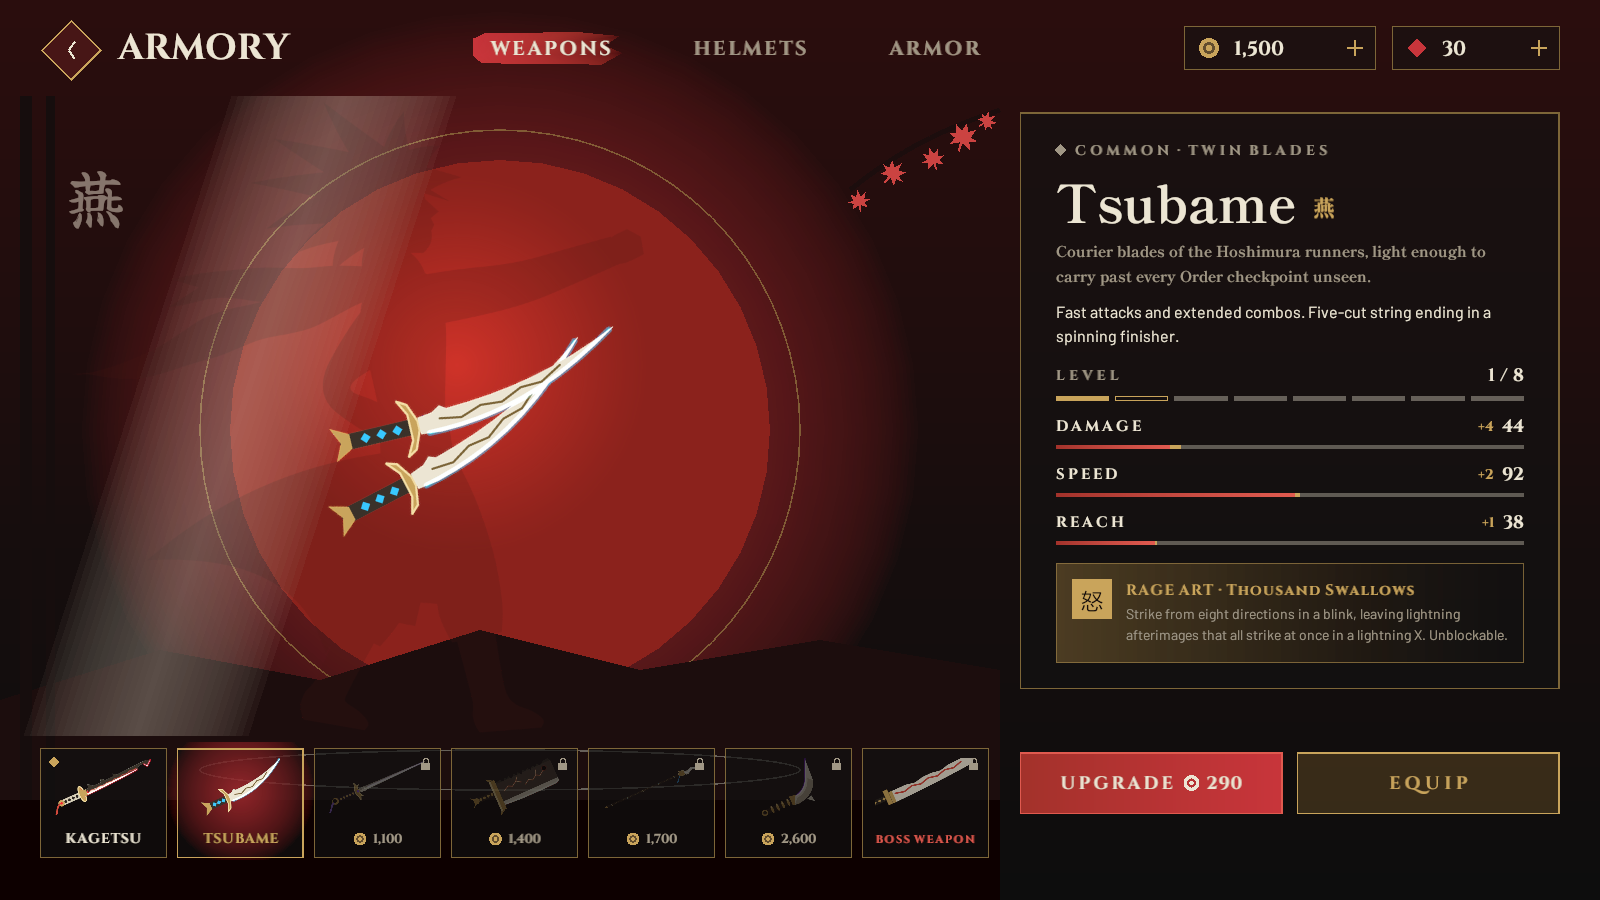 ARMORY
WEAPONS
HELMETS
ARMOR
1,500
30
燕
COMMON · TWIN BLADES
Tsubame 燕
Courier blades of the Hoshimura runners, light enough to
carry past every Order checkpoint unseen.
Fast attacks and extended combos. Five-cut string ending in a
spinning finisher.
LEVEL 1 / 8
DAMAGE +4 44
SPEED +2 92
REACH +1 38
怒
RAGE ART · THOUSAND SWALLOWS
Strike from eight directions in a blink, leaving lightning
afterimages that all strike at once in a lightning X. Unblockable.
KAGETSU
TSUBAME
1,100
1,400
1,700
2,600
BOSS WEAPON
UPGRADE 290
EQUIP